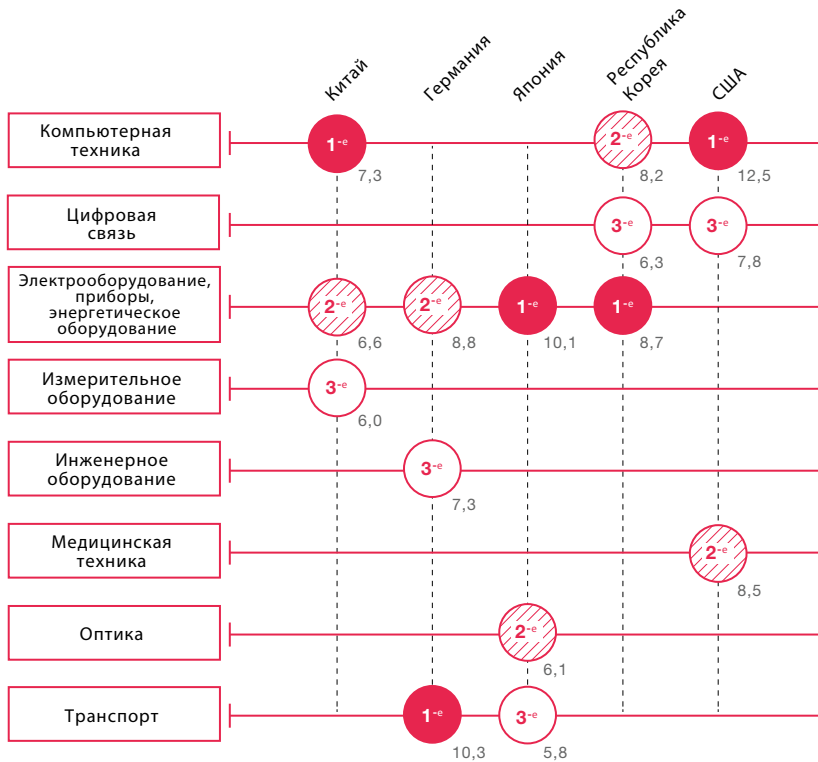 Китай
Германия
Япония
Республика
Корея
США
Компьютерная
техника
1-е
7,3
2-е
8,2
1-е
12,5
Цифровая
связь
3-е
6,3
3-е
7,8
Электрооборудование,
приборы,
энергетическое
оборудование
2-е
6,6
2-е
8,8
1-е
10,1
1-е
8,7
Измерительное
оборудование
3-е
6,0
Инженерное
оборудование
3-е
7,3
Медицинская
техника
2-е
8,5
Оптика
2-е
6,1
Транспорт
1-е
10,3
3-е
5,8